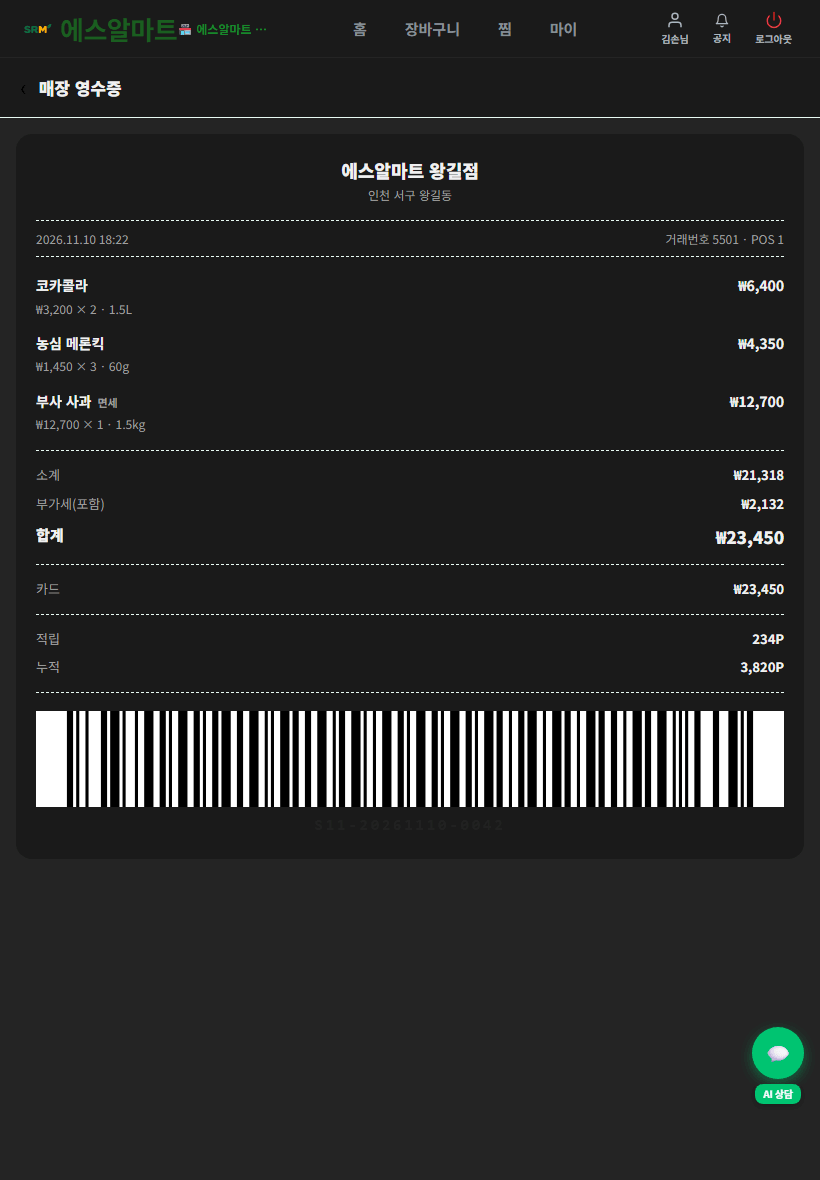 SRM 에스알마트 에스알마트 ···
홈 장바구니 찜 마이
김손님 공지 로그아웃
매장 영수증
에스알마트 왕길점
인천 서구 왕길동
2026.11.10 18:22 거래번호 5501 · POS 1
코카콜라 ₩6,400
₩3,200 × 2 · 1.5L
농심 메론킥 ₩4,350
₩1,450 × 3 · 60g
부사 사과 면세 ₩12,700
₩12,700 × 1 · 1.5kg
소계 ₩21,318
부가세(포함) ₩2,132
합계 ₩23,450
카드 ₩23,450
적립 234P
누적 3,820P
S11-20261110-0042
AI 상담